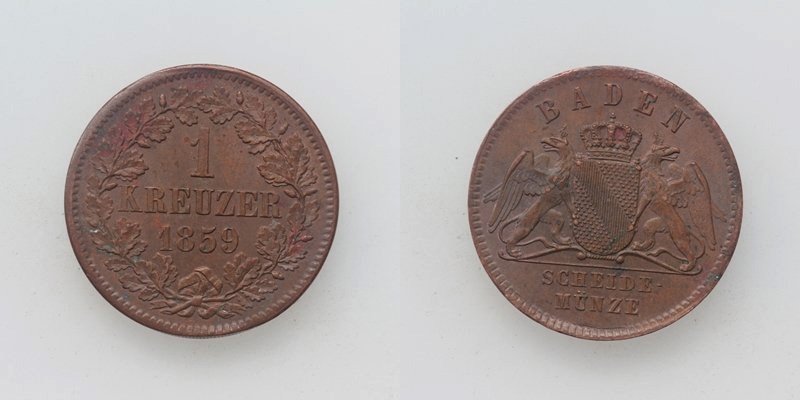 1
KREUZER
1859
BADEN
SCHEIDE-
MÜNZE